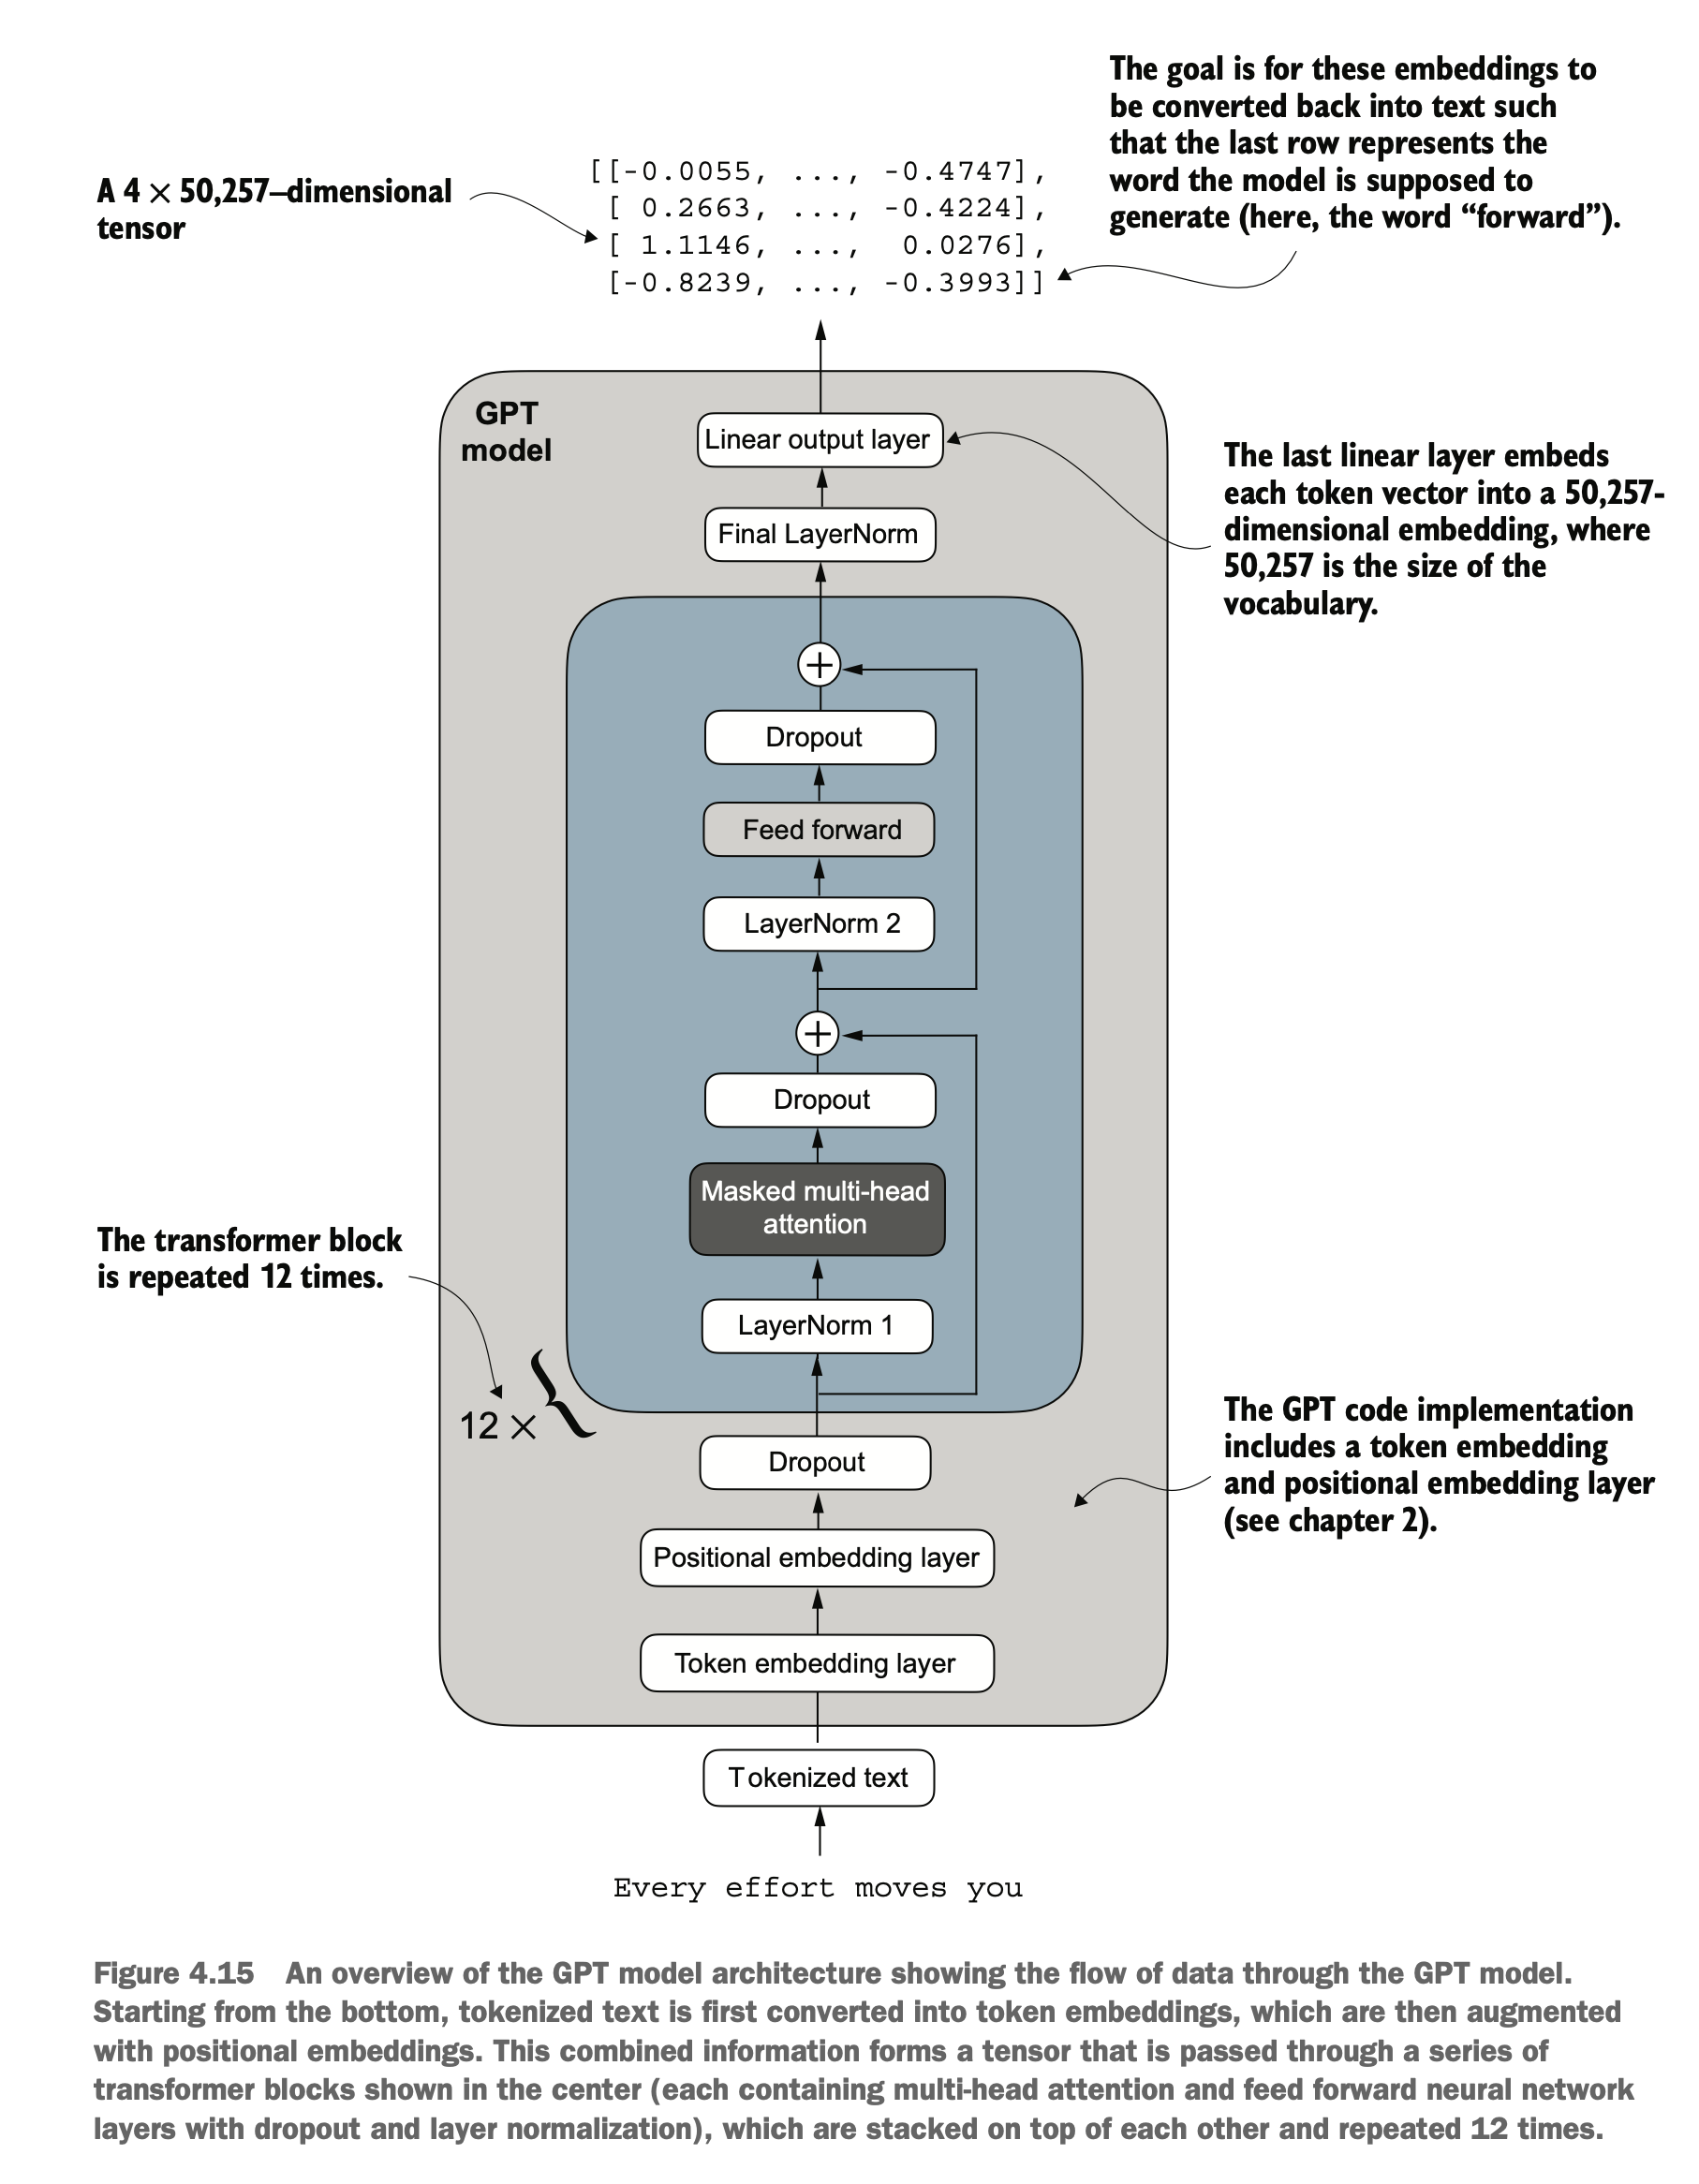 The goal is for these embeddings to
be converted back into text such
that the last row represents the
word the model is supposed to
generate (here, the word “forward”).
A 4 × 50,257–dimensional
tensor
[[-0.0055, ..., -0.4747],
[ 0.2663, ..., -0.4224],
[ 1.1146, ..., 0.0276],
[-0.8239, ..., -0.3993]]
GPT
model
Linear output layer
The last linear layer embeds
each token vector into a 50,257-
dimensional embedding, where
50,257 is the size of the
vocabulary.
Final LayerNorm
+
Dropout
Feed forward
LayerNorm 2
+
Dropout
Masked multi-head
attention
LayerNorm 1
The transformer block
is repeated 12 times.
12 ×
{
Dropout
The GPT code implementation
includes a token embedding
and positional embedding layer
(see chapter 2).
Positional embedding layer
Token embedding layer
Tokenized text
Every effort moves you
Figure 4.15 An overview of the GPT model architecture showing the flow of data through the GPT model.
Starting from the bottom, tokenized text is first converted into token embeddings, which are then augmented
with positional embeddings. This combined information forms a tensor that is passed through a series of
transformer blocks shown in the center (each containing multi-head attention and feed forward neural network
layers with dropout and layer normalization), which are stacked on top of each other and repeated 12 times.